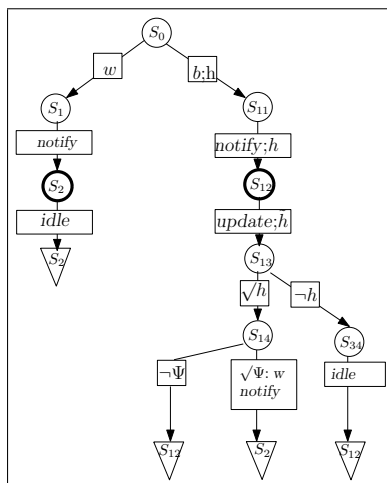 S₀
w
b;h
S₁
S₁₁
notify
notify;h
S₂
S₁₂
idle
update;h
S₂
S₁₃
√h
¬h
S₁₄
S₃₄
¬Ψ
√Ψ: w
notify
idle
S₁₂
S₂
S₁₂